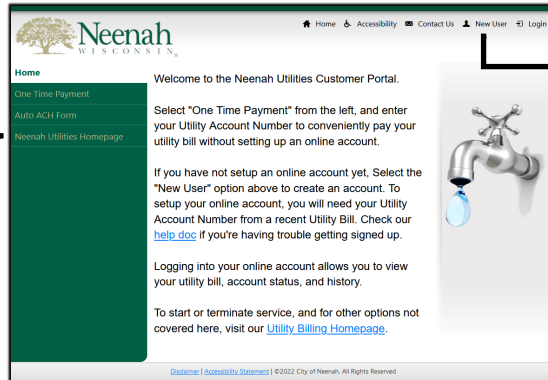 Neenah
WISCONSIN
Home Accessibility Contact Us New User Login
Home
One Time Payment
Auto ACH Form
Neenah Utilities Homepage
Welcome to the Neenah Utilities Customer Portal.
Select "One Time Payment" from the left, and enter
your Utility Account Number to conveniently pay your
utility bill without setting up an online account.
If you have not setup an online account yet, Select the
"New User" option above to create an account. To
setup your online account, you will need your Utility
Account Number from a recent Utility Bill. Check our
help doc if you're having trouble getting signed up.
Logging into your online account allows you to view
your utility bill, account status, and history.
To start or terminate service, and for other options not
covered here, visit our Utility Billing Homepage.
Disclaimer | Accessibility Statement | ©2022 City of Neenah. All Rights Reserved